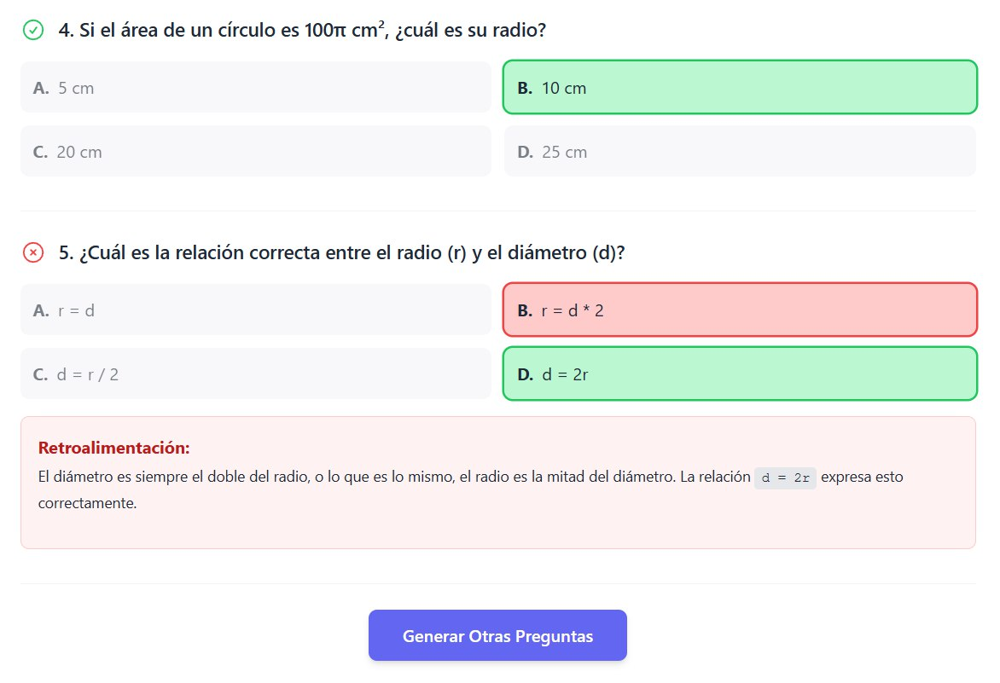 4. Si el área de un círculo es 100π cm², ¿cuál es su radio?
A. 5 cm
B. 10 cm
C. 20 cm
D. 25 cm
5. ¿Cuál es la relación correcta entre el radio (r) y el diámetro (d)?
A. r = d
B. r = d * 2
C. d = r / 2
D. d = 2r
Retroalimentación:
El diámetro es siempre el doble del radio, o lo que es lo mismo, el radio es la mitad del diámetro. La relación d = 2r expresa esto
correctamente.
Generar Otras Preguntas